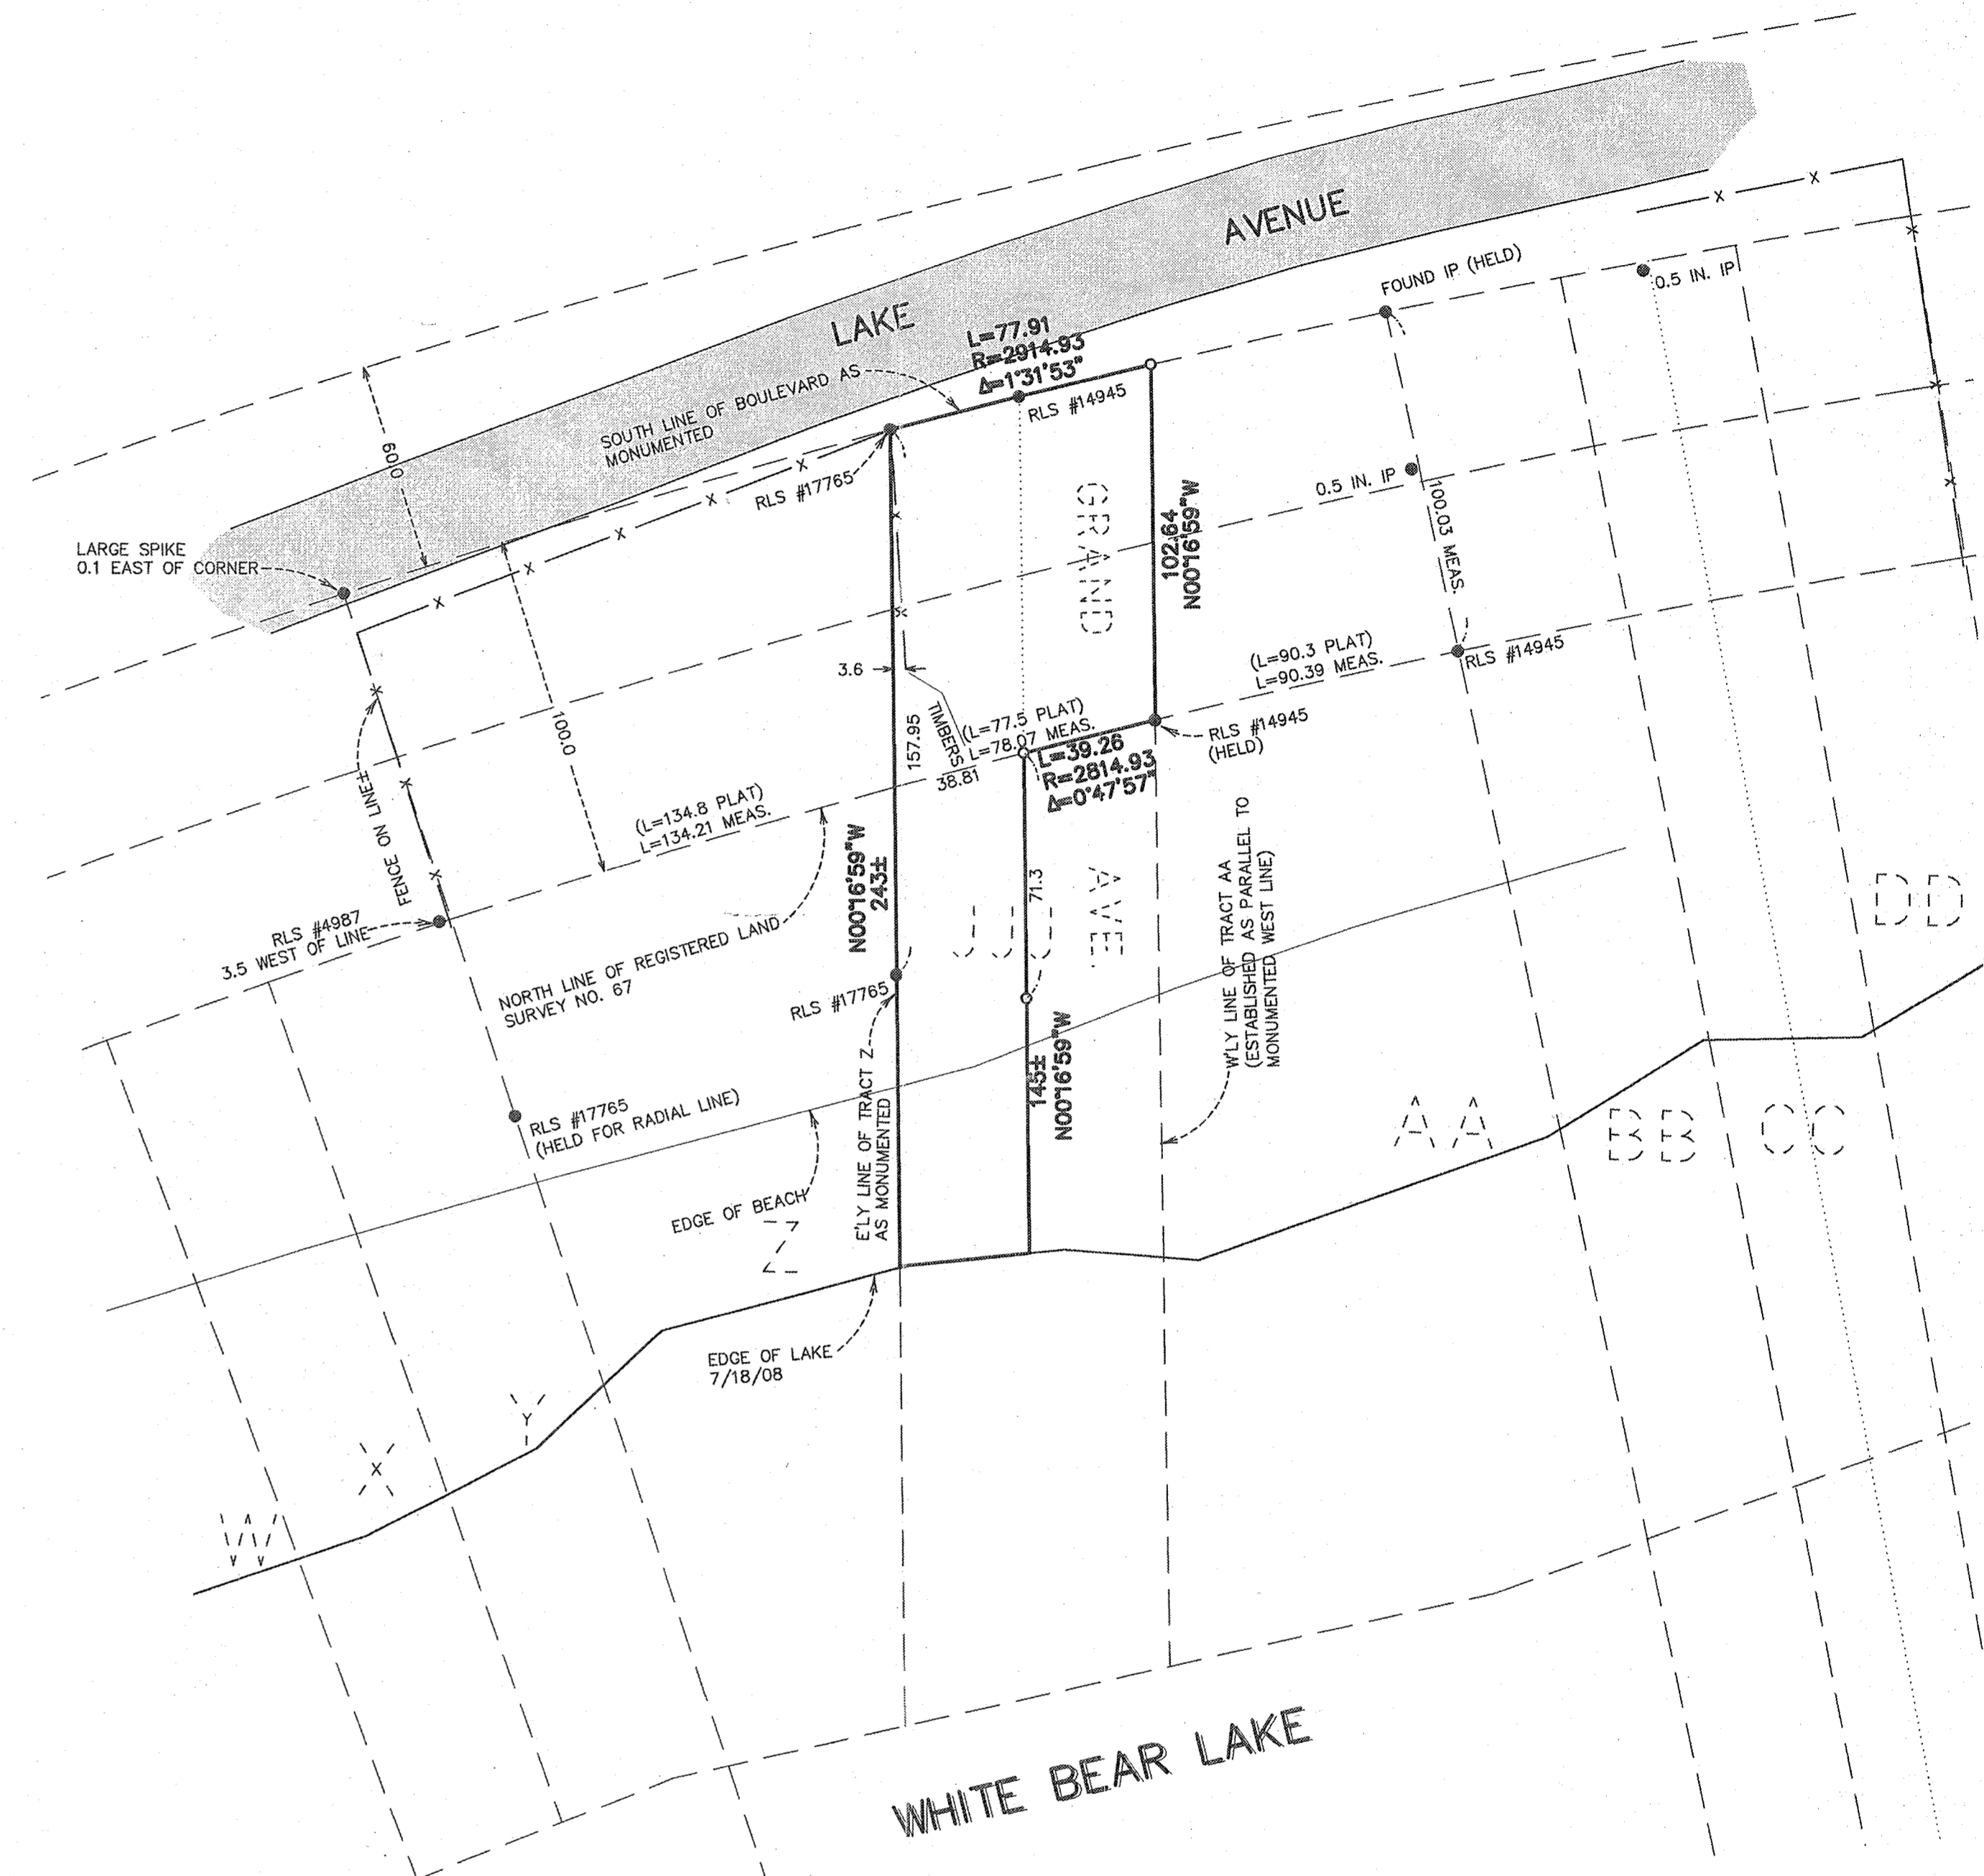 LAKE
AVENUE
L=77.91
R=2914.93
Δ=1°31'53"
SOUTH LINE OF BOULEVARD AS
MONUMENTED
RLS #14945
RLS #17765
FOUND IP (HELD)
0.5 IN. IP
60.0
LARGE SPIKE
0.1 EAST OF CORNER
GRAND
AVE.
102.64
N00°16'59"W
0.5 IN. IP
100.03 MEAS.
100.0
3.6
TIMBERS
157.95
(L=77.5 PLAT)
L=78.07 MEAS.
38.81
L=39.26
R=2814.93
Δ=0°47'57"
RLS #14945
(HELD)
(L=90.3 PLAT)
L=90.39 MEAS.
RLS #14945
FENCE ON LINE±
(L=134.8 PLAT)
L=134.21 MEAS.
N00°16'59"W
243±
71.3
JJ
RLS #4987
3.5 WEST OF LINE
NORTH LINE OF REGISTERED LAND
SURVEY NO. 67
RLS #17765
W'LY LINE OF TRACT AA
(ESTABLISHED AS PARALLEL TO
MONUMENTED WEST LINE)
DD
145±
N00°16'59"W
RLS #17765
(HELD FOR RADIAL LINE)
E'LY LINE OF TRACT Z
AS MONUMENTED
AA
BB
CC
EDGE OF BEACH
Z
EDGE OF LAKE
7/18/08
Y
X
W
WHITE BEAR LAKE